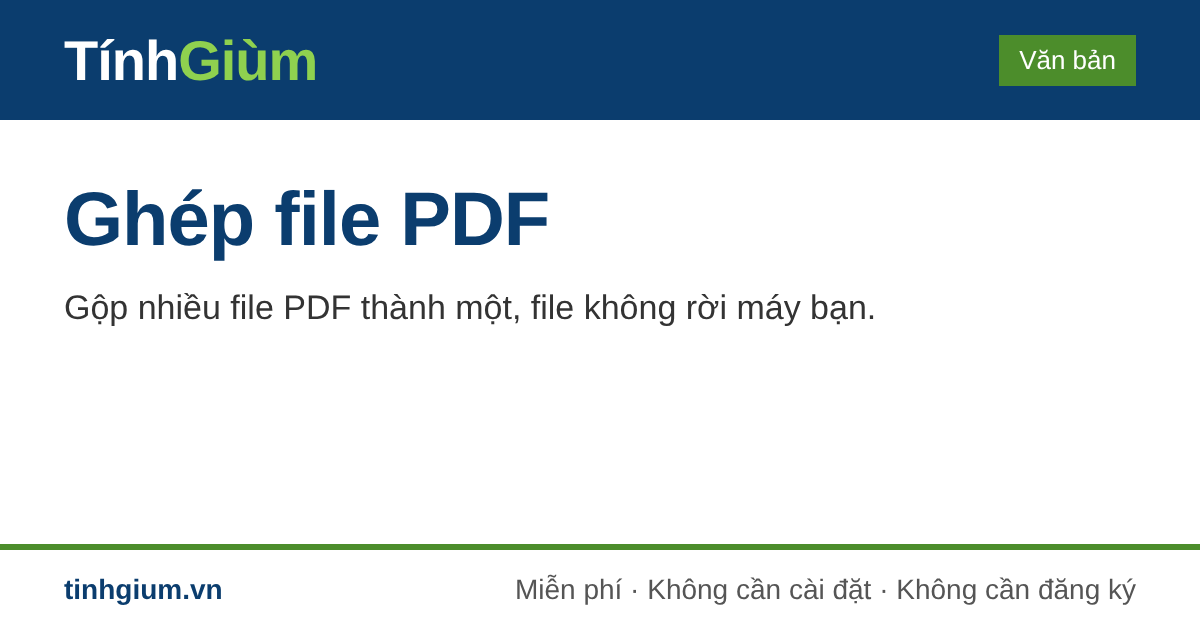 TínhGiùm
Văn bản
Ghép file PDF
Gộp nhiều file PDF thành một, file không rời máy bạn.
tinhgium.vn
Miễn phí · Không cần cài đặt · Không cần đăng ký